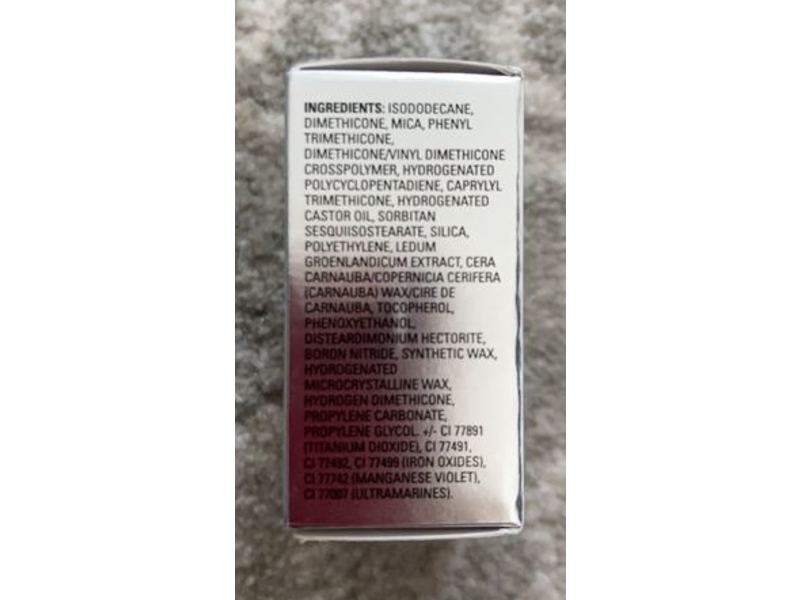 INGREDIENTS: ISODODECANE,
DIMETHICONE, MICA, PHENYL
TRIMETHICONE,
DIMETHICONE/VINYL DIMETHICONE
CROSSPOLYMER, HYDROGENATED
POLYCYCLOPENTADIENE, CAPRYLYL
TRIMETHICONE, HYDROGENATED
CASTOR OIL, SORBITAN
SESQUIISOSTEARATE, SILICA,
POLYETHYLENE, LEDUM
GROENLANDICUM EXTRACT, CERA
CARNAUBA/COPERNICIA CERIFERA
(CARNAUBA) WAX/CIRE DE
CARNAUBA, TOCOPHEROL,
PHENOXYETHANOL,
DISTEARDIMONIUM HECTORITE,
BORON NITRIDE, SYNTHETIC WAX,
HYDROGENATED
MICROCRYSTALLINE WAX,
HYDROGEN DIMETHICONE,
PROPYLENE CARBONATE,
PROPYLENE GLYCOL. +/- CI 77891
(TITANIUM DIOXIDE), CI 77491,
CI 77492, CI 77499 (IRON OXIDES),
CI 77742 (MANGANESE VIOLET),
CI 77007 (ULTRAMARINES).